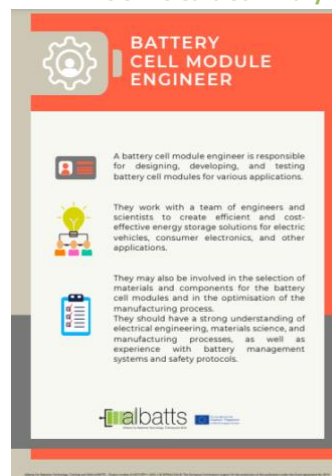 BATTERY
CELL MODULE
ENGINEER
A battery cell module engineer is responsible
for designing, developing, and testing
battery cell modules for various applications.
They work with a team of engineers and
scientists to create efficient and cost-
effective energy storage solutions for electric
vehicles, consumer electronics, and other
applications.
They may also be involved in the selection of
materials and components for the battery
cell modules and in the optimisation of the
manufacturing process.
They should have a strong understanding of
electrical engineering, materials science, and
manufacturing processes, as well as
experience with battery management
systems and safety protocols.
albatts